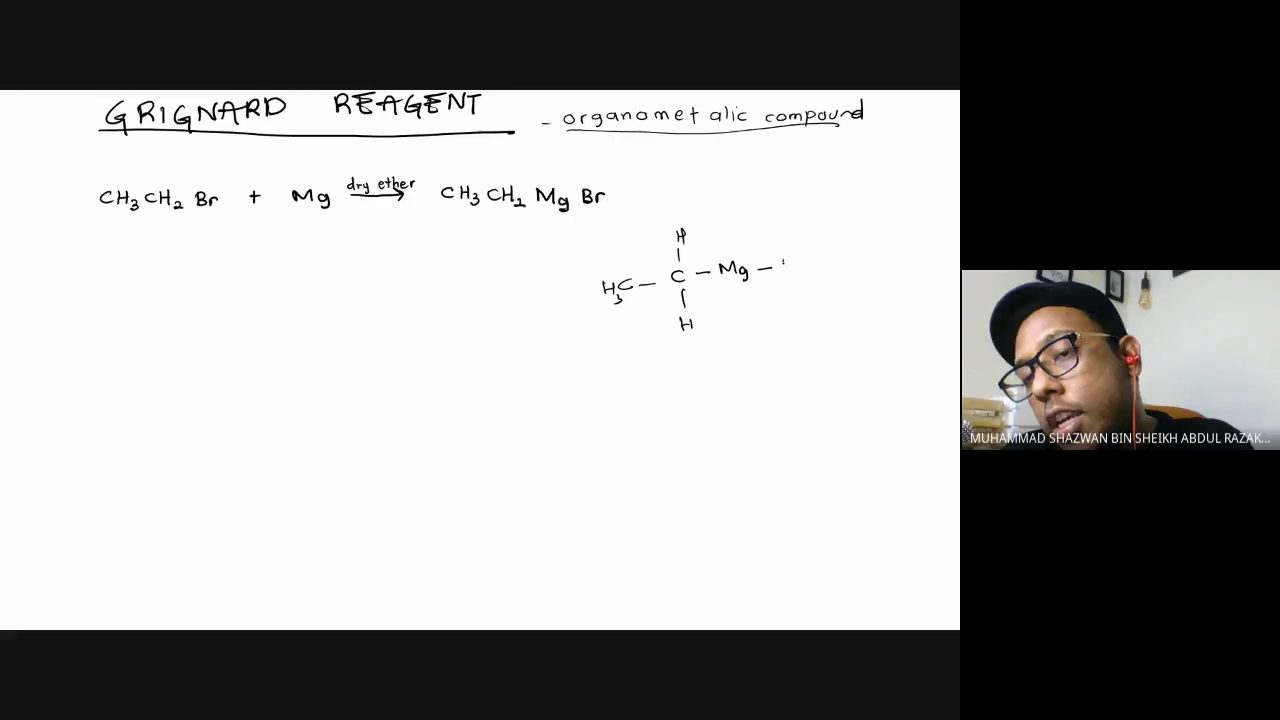 GRIGNARD REAGENT - organometalic compound
CH₃CH₂Br + Mg dry ether → CH₃CH₂MgBr
H
H₃C - C - Mg -
H
MUHAMMAD SHAZWAN BIN SHEIKH ABDUL RAZAK...